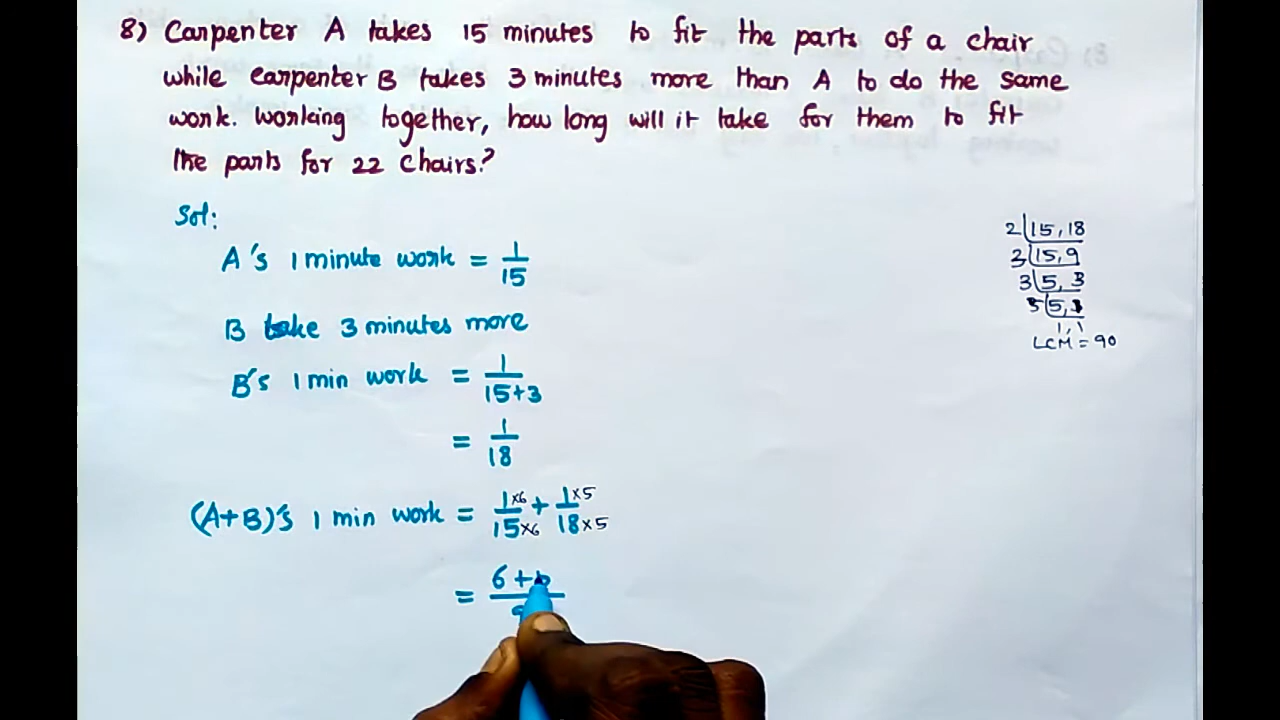 8) Carpenter A takes 15 minutes to fit the parts of a chair
while carpenter B takes 3 minutes more than A to do the same
work. Working together, how long will it take for them to fit
the parts for 22 chairs?
Sol:
A's 1 minute work = 1/15
B take 3 minutes more
B's 1 min work = 1/15+3
= 1/18
(A+B)'s 1 min work = 1×6/15×6 + 1×5/18×5
= 6+
2 | 15, 18
3 | 15, 9
3 | 5, 3
5 | 5, 1
1, 1
LCM = 90